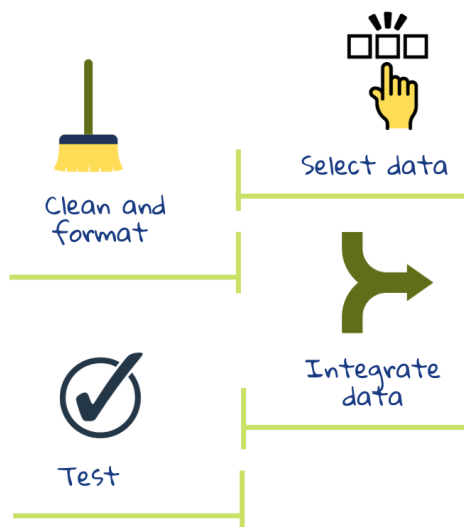 Select data
Clean and
format
Integrate
data
Test